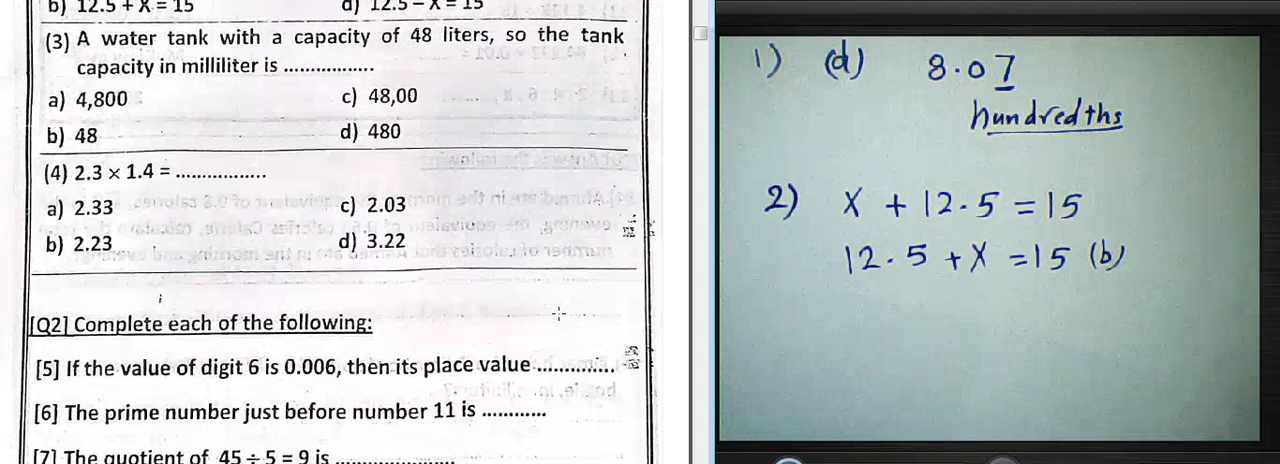 b) 12.5 + X = 15
d) 12.5 – X = 15
(3) A water tank with a capacity of 48 liters, so the tank
capacity in milliliter is .................
a) 4,800
c) 48,00
b) 48
d) 480
(4) 2.3 × 1.4 = .................
a) 2.33
c) 2.03
b) 2.23
d) 3.22
[Q2] Complete each of the following:
[5] If the value of digit 6 is 0.006, then its place value ..............
[6] The prime number just before number 11 is ............
[7] The quotient of 45 ÷ 5 = 9 is ......................
1) (d) 8.07
hundredths
2) X + 12.5 = 15
12.5 + X = 15 (b)